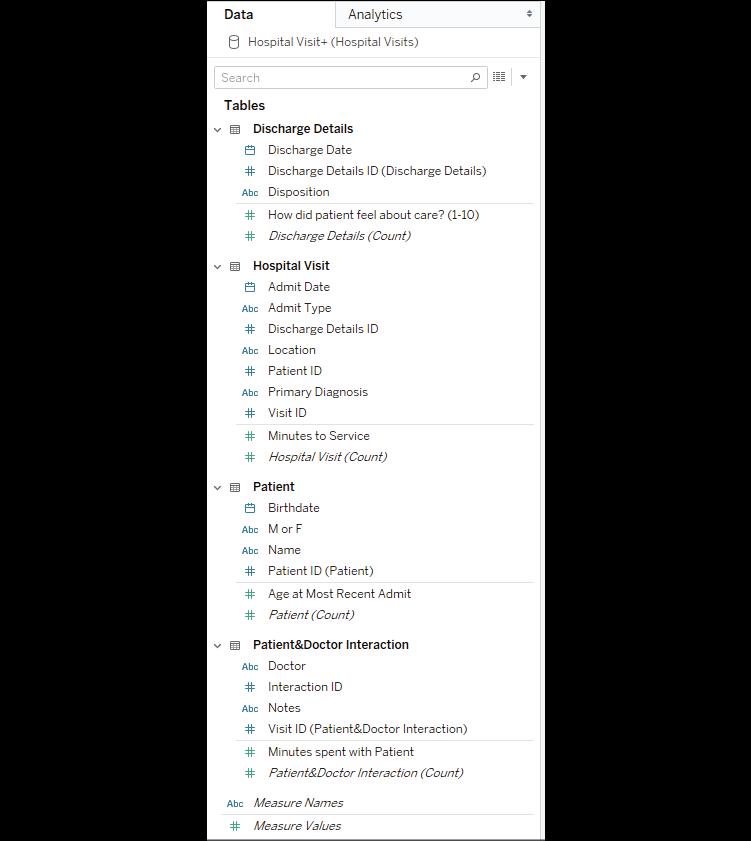 Data Analytics
Hospital Visit+ (Hospital Visits)
Search
Tables
Discharge Details
Discharge Date
# Discharge Details ID (Discharge Details)
Abc Disposition
# How did patient feel about care? (1-10)
# Discharge Details (Count)
Hospital Visit
Admit Date
Abc Admit Type
# Discharge Details ID
Abc Location
# Patient ID
Abc Primary Diagnosis
# Visit ID
# Minutes to Service
# Hospital Visit (Count)
Patient
Birthdate
Abc M or F
Abc Name
# Patient ID (Patient)
# Age at Most Recent Admit
# Patient (Count)
Patient&Doctor Interaction
Abc Doctor
# Interaction ID
Abc Notes
# Visit ID (Patient&Doctor Interaction)
# Minutes spent with Patient
# Patient&Doctor Interaction (Count)
Abc Measure Names
# Measure Values